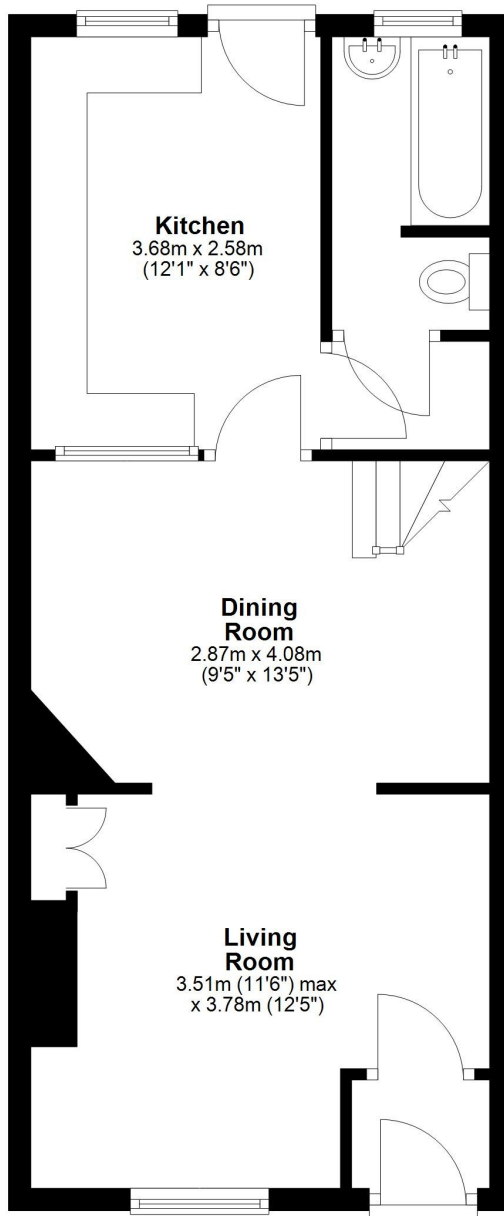 Kitchen
3.68m x 2.58m
(12'1" x 8'6")
Dining
Room
2.87m x 4.08m
(9'5" x 13'5")
Living
Room
3.51m (11'6") max
x 3.78m (12'5")